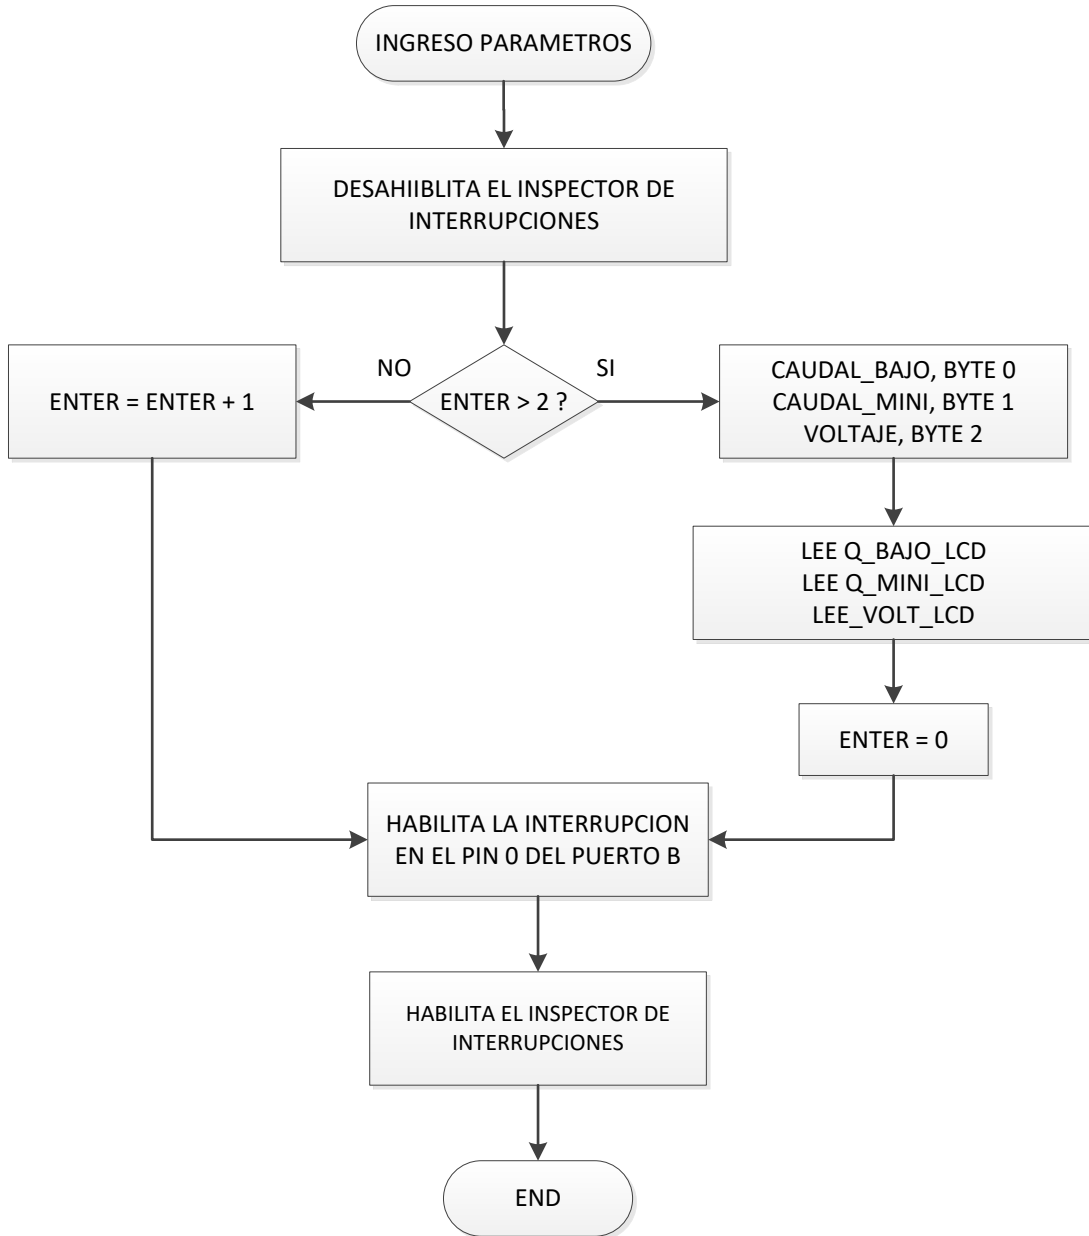 INGRESO PARAMETROS
DESAHIIBLITA EL INSPECTOR DE
INTERRUPCIONES
NO
SI
ENTER = ENTER + 1
ENTER > 2 ?
CAUDAL_BAJO, BYTE 0
CAUDAL_MINI, BYTE 1
VOLTAJE, BYTE 2
LEE Q_BAJO_LCD
LEE Q_MINI_LCD
LEE_VOLT_LCD
ENTER = 0
HABILITA LA INTERRUPCION
EN EL PIN 0 DEL PUERTO B
HABILITA EL INSPECTOR DE
INTERRUPCIONES
END